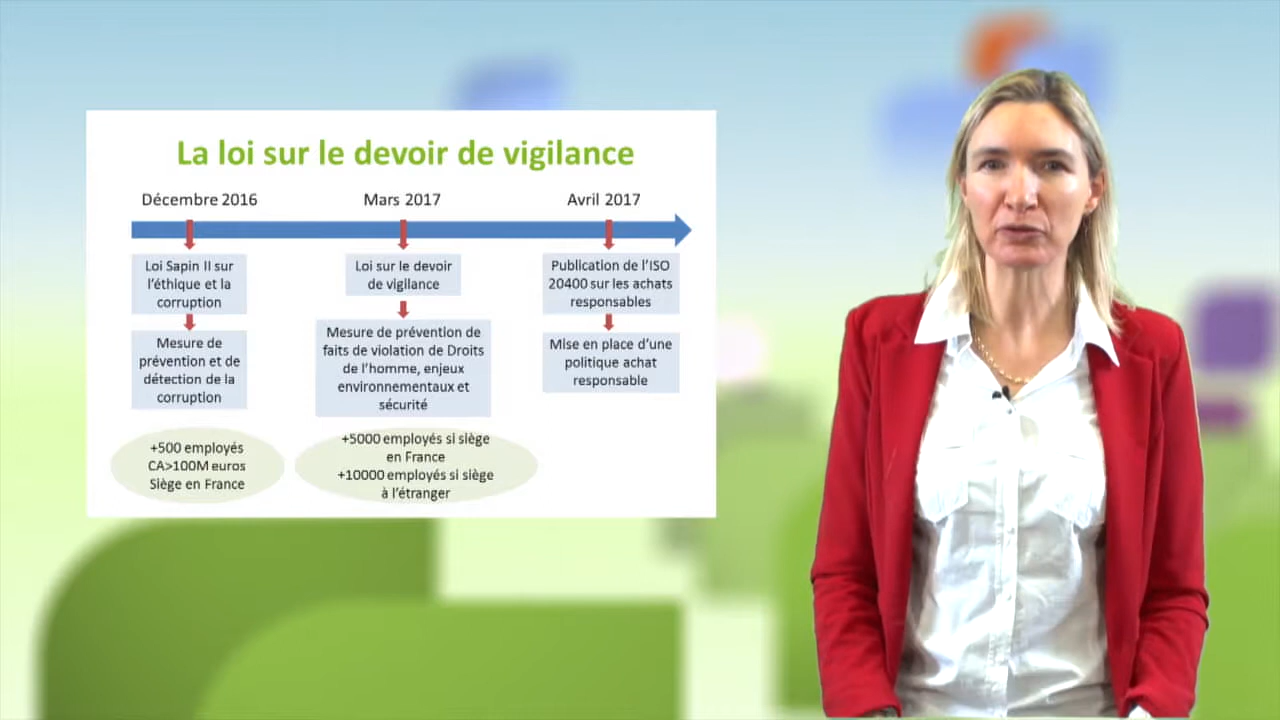 La loi sur le devoir de vigilance
Décembre 2016
Mars 2017
Avril 2017
Loi Sapin II sur
l'éthique et la
corruption
Loi sur le devoir
de vigilance
Publication de l'ISO
20400 sur les achats
responsables
Mesure de
prévention et de
détection de la
corruption
Mesure de prévention de
faits de violation de Droits
de l'homme, enjeux
environnementaux et
sécurité
Mise en place d'une
politique achat
responsable
+500 employés
CA>100M euros
Siège en France
+5000 employés si siège
en France
+10000 employés si siège
à l'étranger